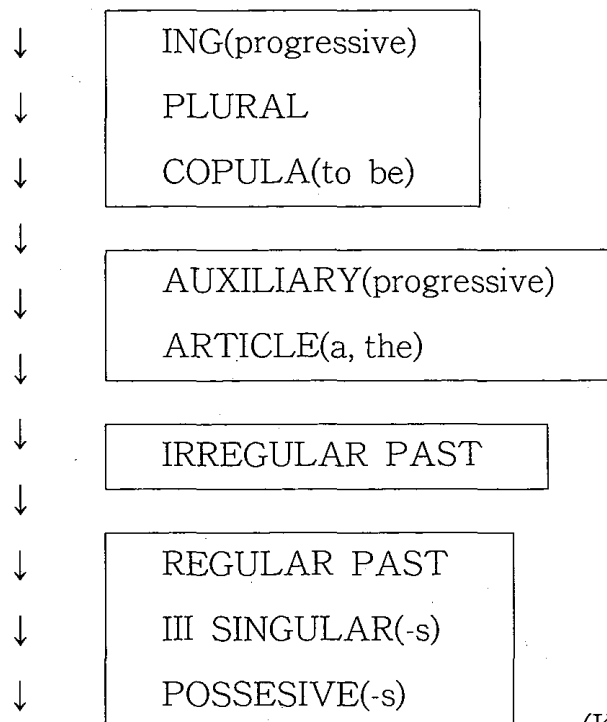 ↓ ING(progressive)
↓ PLURAL
↓ COPULA(to be)
↓
↓ AUXILIARY(progressive)
↓ ARTICLE(a, the)
↓ IRREGULAR PAST
↓
↓ REGULAR PAST
↓ III SINGULAR(-s)
↓ POSSESIVE(-s)